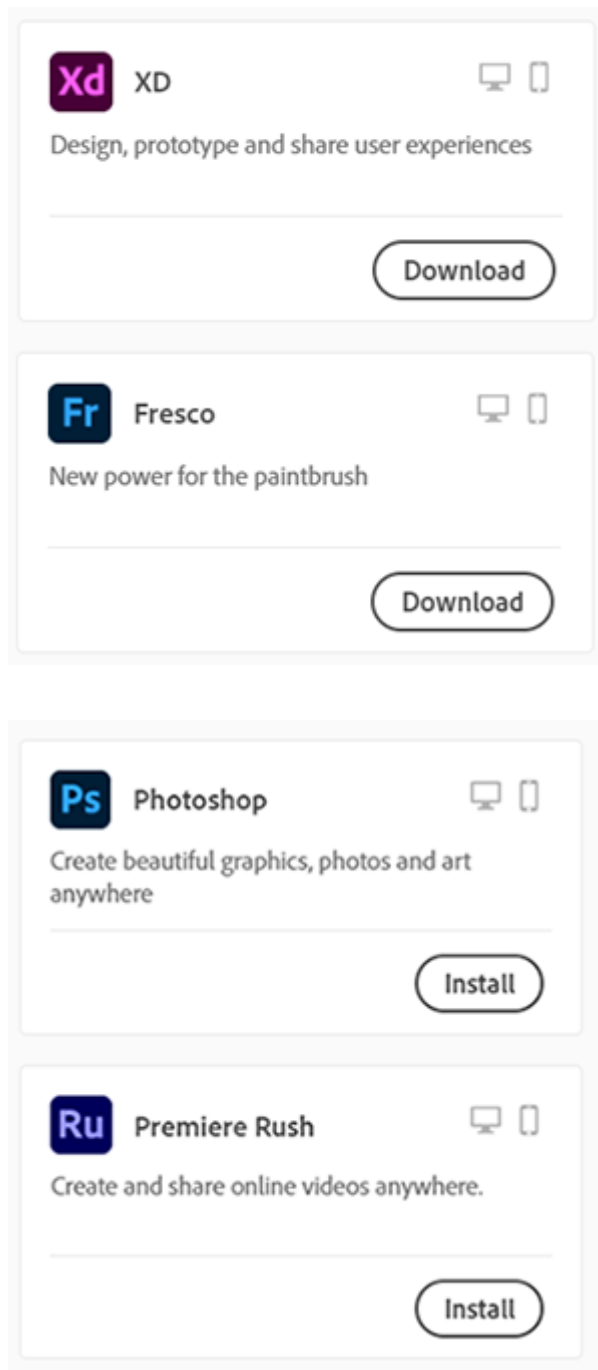 Xd XD
Design, prototype and share user experiences
Download
Fr Fresco
New power for the paintbrush
Download
Ps Photoshop
Create beautiful graphics, photos and art
anywhere
Install
Ru Premiere Rush
Create and share online videos anywhere.
Install